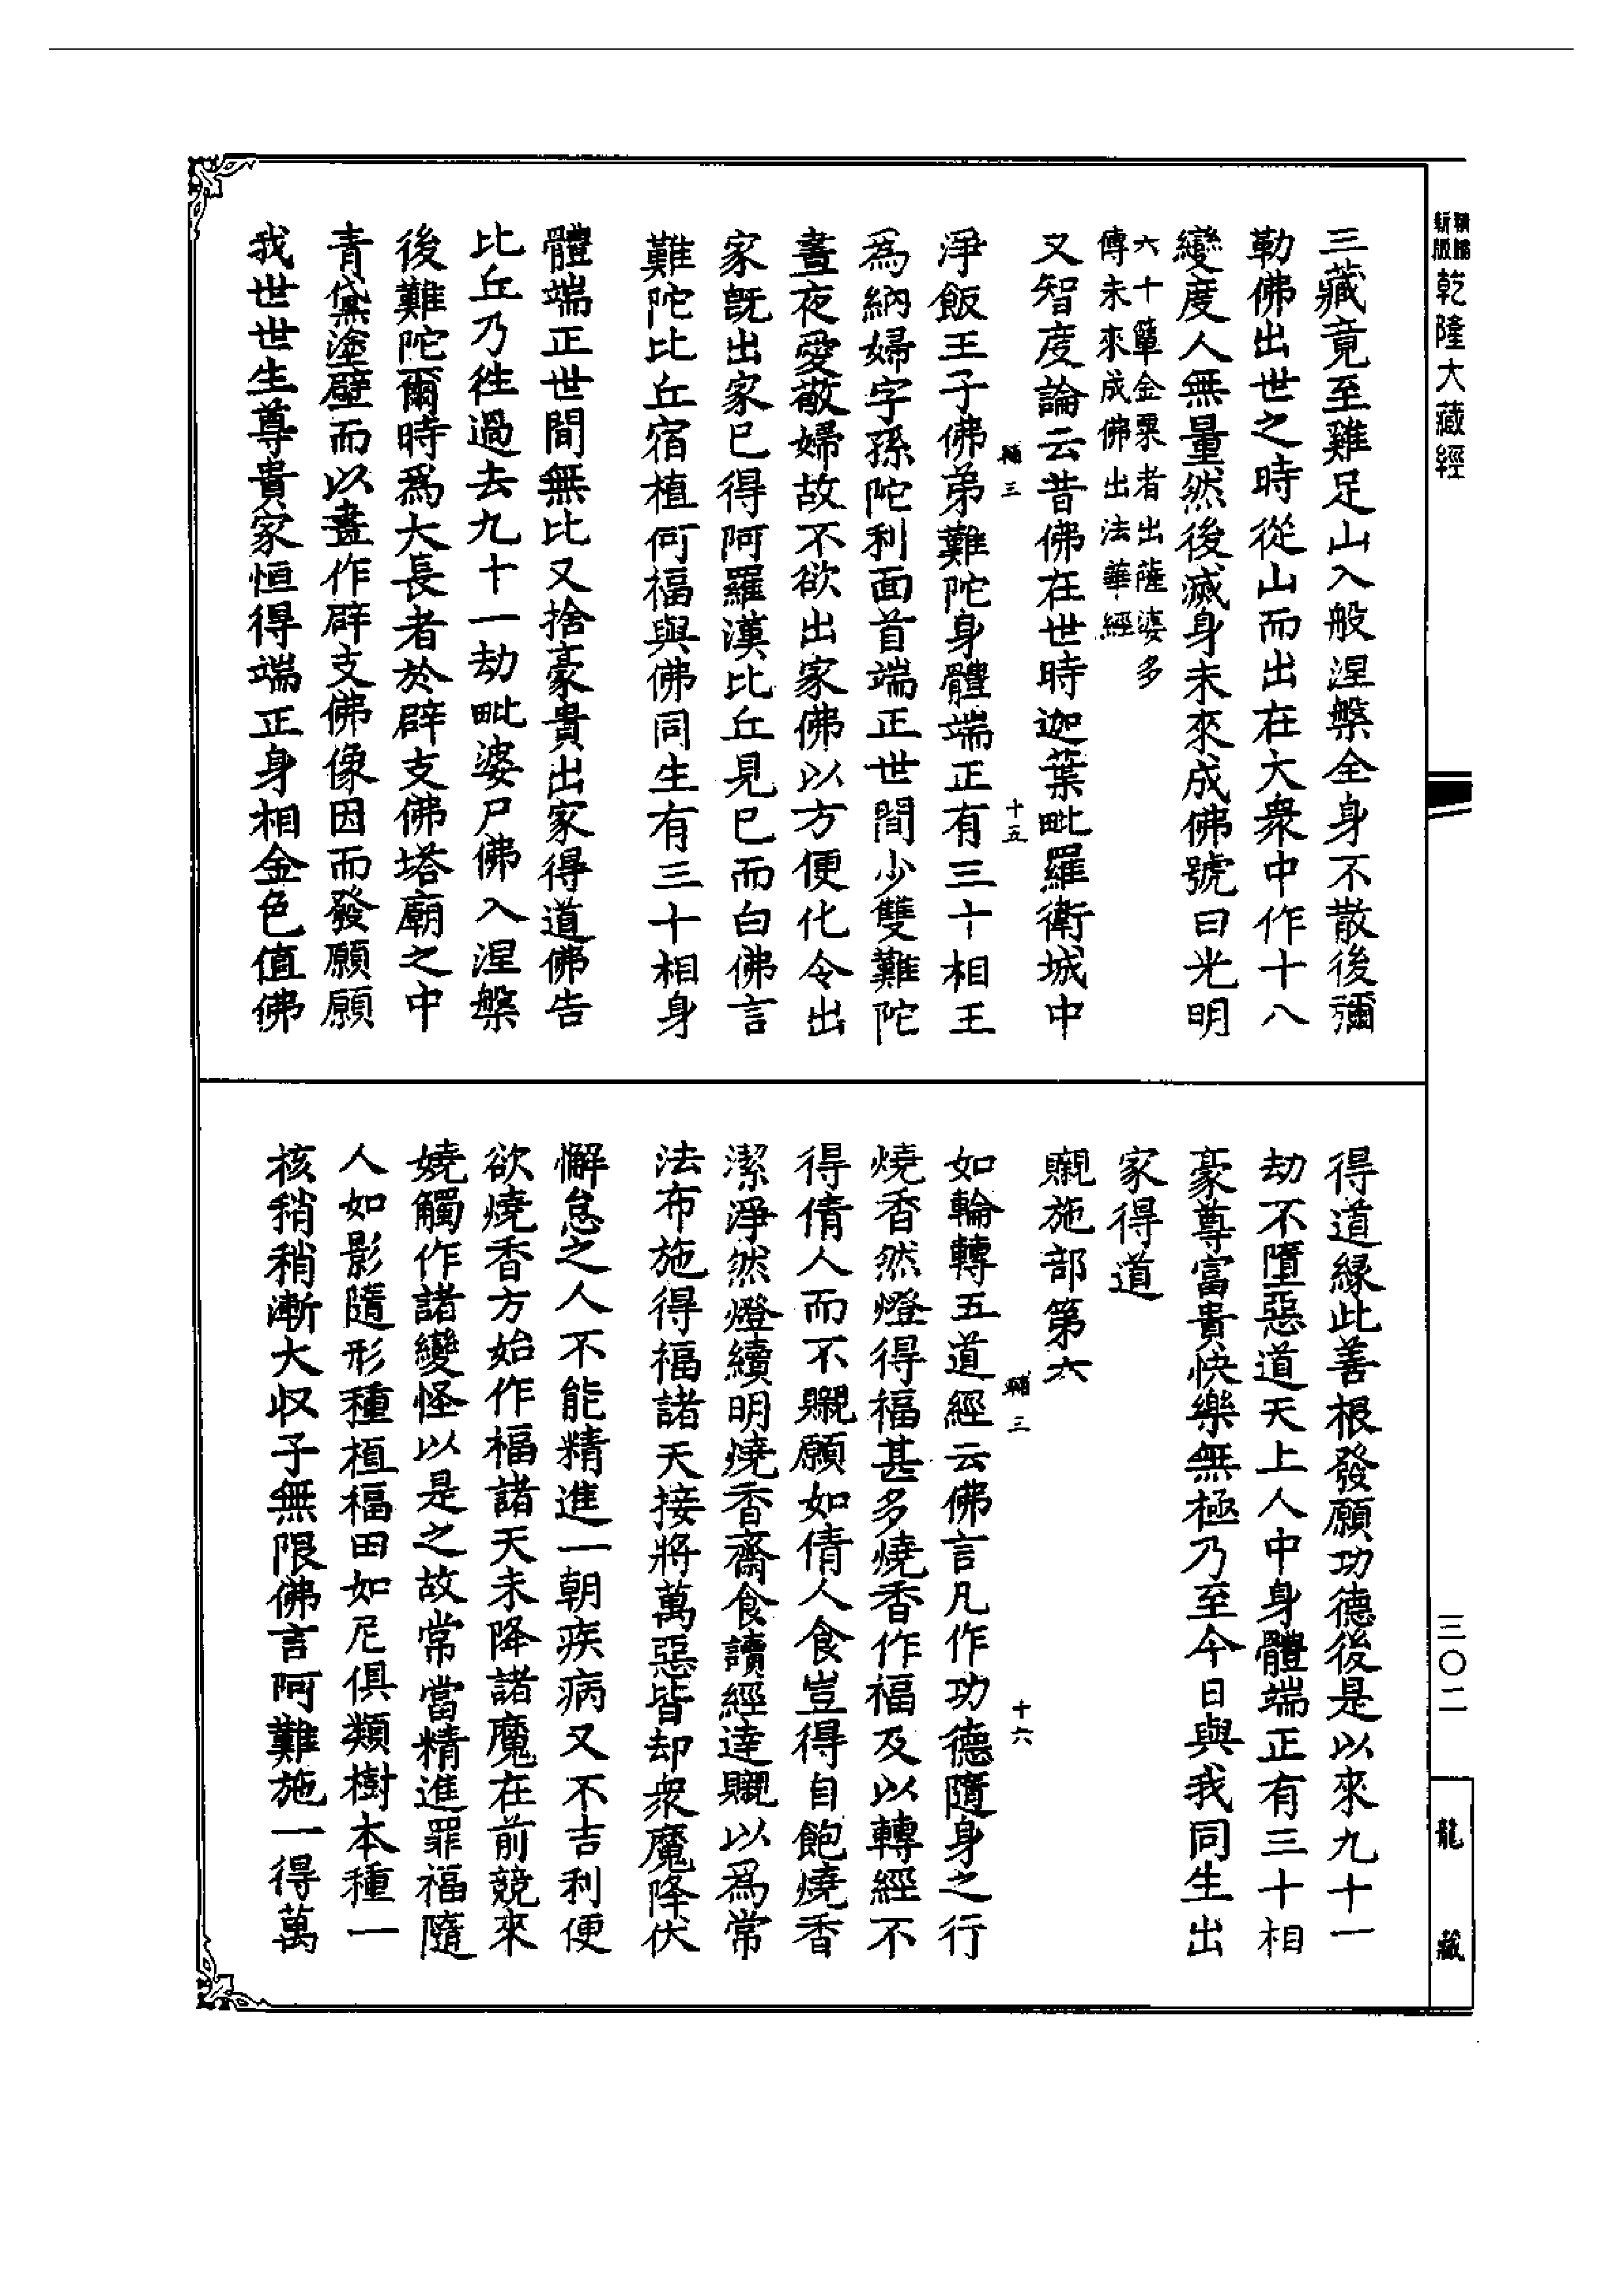 新編
新版
乾隆大藏經
三藏竟至雞足山入般涅槃全身不散後彌
勒佛出世之時從山而出在大衆中作十八
變度人無量然後滅身未來成佛號曰光明
六十簞金粟者出薩婆多
傳未來成佛出法華經
又智度論云昔佛在世時迦葉毗羅衛城中
輔三
十五
淨飯王子佛弟難陀身體端正有三十相王
爲納婦字孫陀利面首端正世間少雙難陀
晝夜愛敬婦故不欲出家佛以方便化令出
家旣出家已得阿羅漢比丘見已而白佛言
難陀比丘宿植何福與佛同生有三十相身
體端正世間無比又捨豪貴出家得道佛告
比丘乃徃過去九十一劫毗婆尸佛入涅槃
後難陀爾時爲大長者於辟支佛塔廟之中
青黛塗壁而以畫作辟支佛像因而發願願
我世世生尊貴家恒得端正身相金色值佛
得道緣此善根發願功德後是以來九十一
劫不墮惡道天上人中身體端正有三十相
豪尊富貴快樂無極乃至今日與我同生出
家得道
䞋施部第六
輔三
十六
如輪轉五道經云佛言凡作功德隨身之行
燒香然燈得福甚多燒香作福及以轉經不
得倩人而不䞋願如倩人食豈得自飽燒香
潔淨然燈續明燒香齋食讀經達䞋以爲常
法布施得福諸天接將萬惡皆却衆魔降伏
懈怠之人不能精進一朝疾病又不吉利便
欲燒香方始作福諸天未降諸魔在前競來
嬈觸作諸變怪以是之故常當精進罪福隨
人如影隨形種植福田如尼俱類樹本種一
核稍稍漸大収子無限佛言阿難施一得萬
三〇二
龍
藏